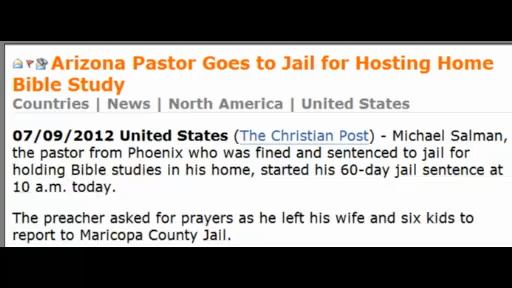 Arizona Pastor Goes to Jail for Hosting Home
Bible Study
Countries | News | North America | United States
07/09/2012 United States (The Christian Post) - Michael Salman,
the pastor from Phoenix who was fined and sentenced to jail for
holding Bible studies in his home, started his 60-day jail sentence at
10 a.m. today.
The preacher asked for prayers as he left his wife and six kids to
report to Maricopa County Jail.